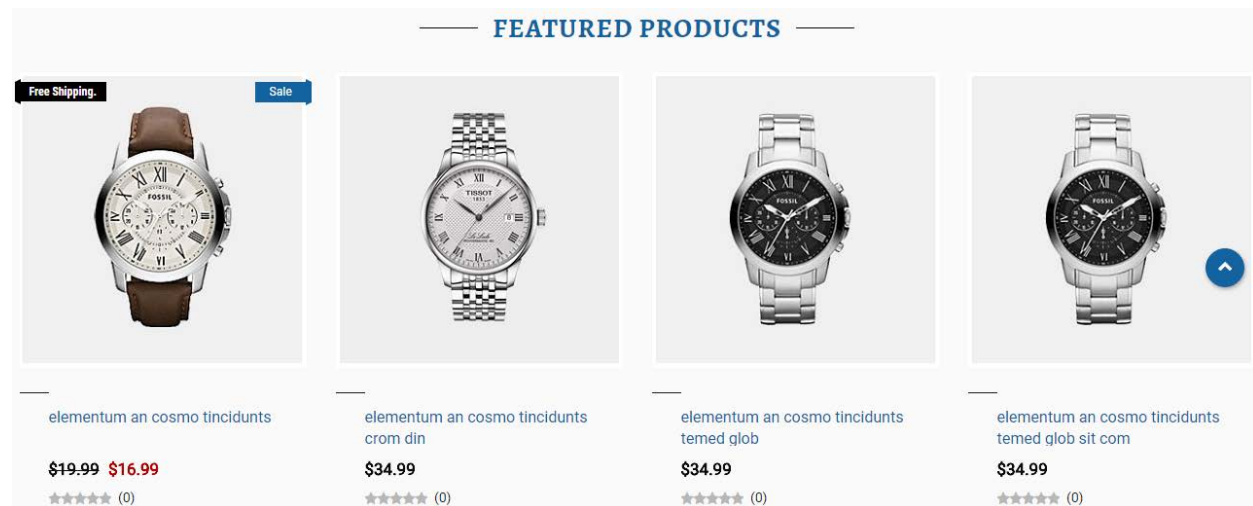 FEATURED PRODUCTS
Free Shipping.
Sale
FOSSIL
TISSOT
1853
FOSSIL
FOSSIL
elementum an cosmo tincidunts
elementum an cosmo tincidunts
crom din
elementum an cosmo tincidunts
temed glob
elementum an cosmo tincidunts
temed glob sit com
$19.99 $16.99
$34.99
$34.99
$34.99
(0)
(0)
(0)
(0)